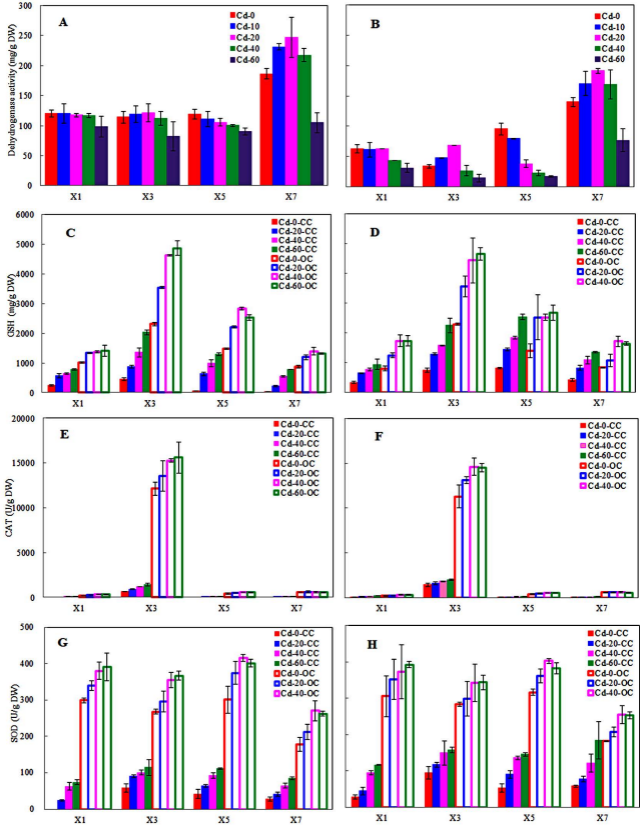 A
Cd-0
Cd-10
Cd-20
Cd-40
Cd-60
Dehydrogenase activity (mg/g DW)
300
250
200
150
100
50
0
X1 X3 X5 X7
B
Cd-0
Cd-10
Cd-20
Cd-40
Cd-60
X1 X3 X5 X7
C
Cd-0-CC
Cd-20-CC
Cd-40-CC
Cd-60-CC
Cd-0-OC
Cd-20-OC
Cd-40-OC
Cd-60-OC
GSH (mg/g DW)
6000
5000
4000
3000
2000
1000
0
X1 X3 X5 X7
D
Cd-0-CC
Cd-20-CC
Cd-40-CC
Cd-60-CC
Cd-0-OC
Cd-20-OC
Cd-40-OC
X1 X3 X5 X7
E
Cd-0-CC
Cd-20-CC
Cd-40-CC
Cd-60-CC
Cd-0-OC
Cd-20-OC
Cd-40-OC
Cd-60-OC
CAT (U/g DW)
20000
15000
10000
5000
0
X1 X3 X5 X7
F
Cd-0-CC
Cd-20-CC
Cd-40-CC
Cd-60-CC
Cd-0-OC
Cd-20-OC
Cd-40-OC
X1 X3 X5 X7
G
Cd-0-CC
Cd-20-CC
Cd-40-CC
Cd-60-CC
Cd-0-OC
Cd-20-OC
Cd-40-OC
SOD (U/g DW)
500
400
300
200
100
0
X1 X3 X5 X7
H
Cd-0-CC
Cd-20-CC
Cd-40-CC
Cd-60-CC
Cd-0-OC
Cd-20-OC
Cd-40-OC
X1 X3 X5 X7